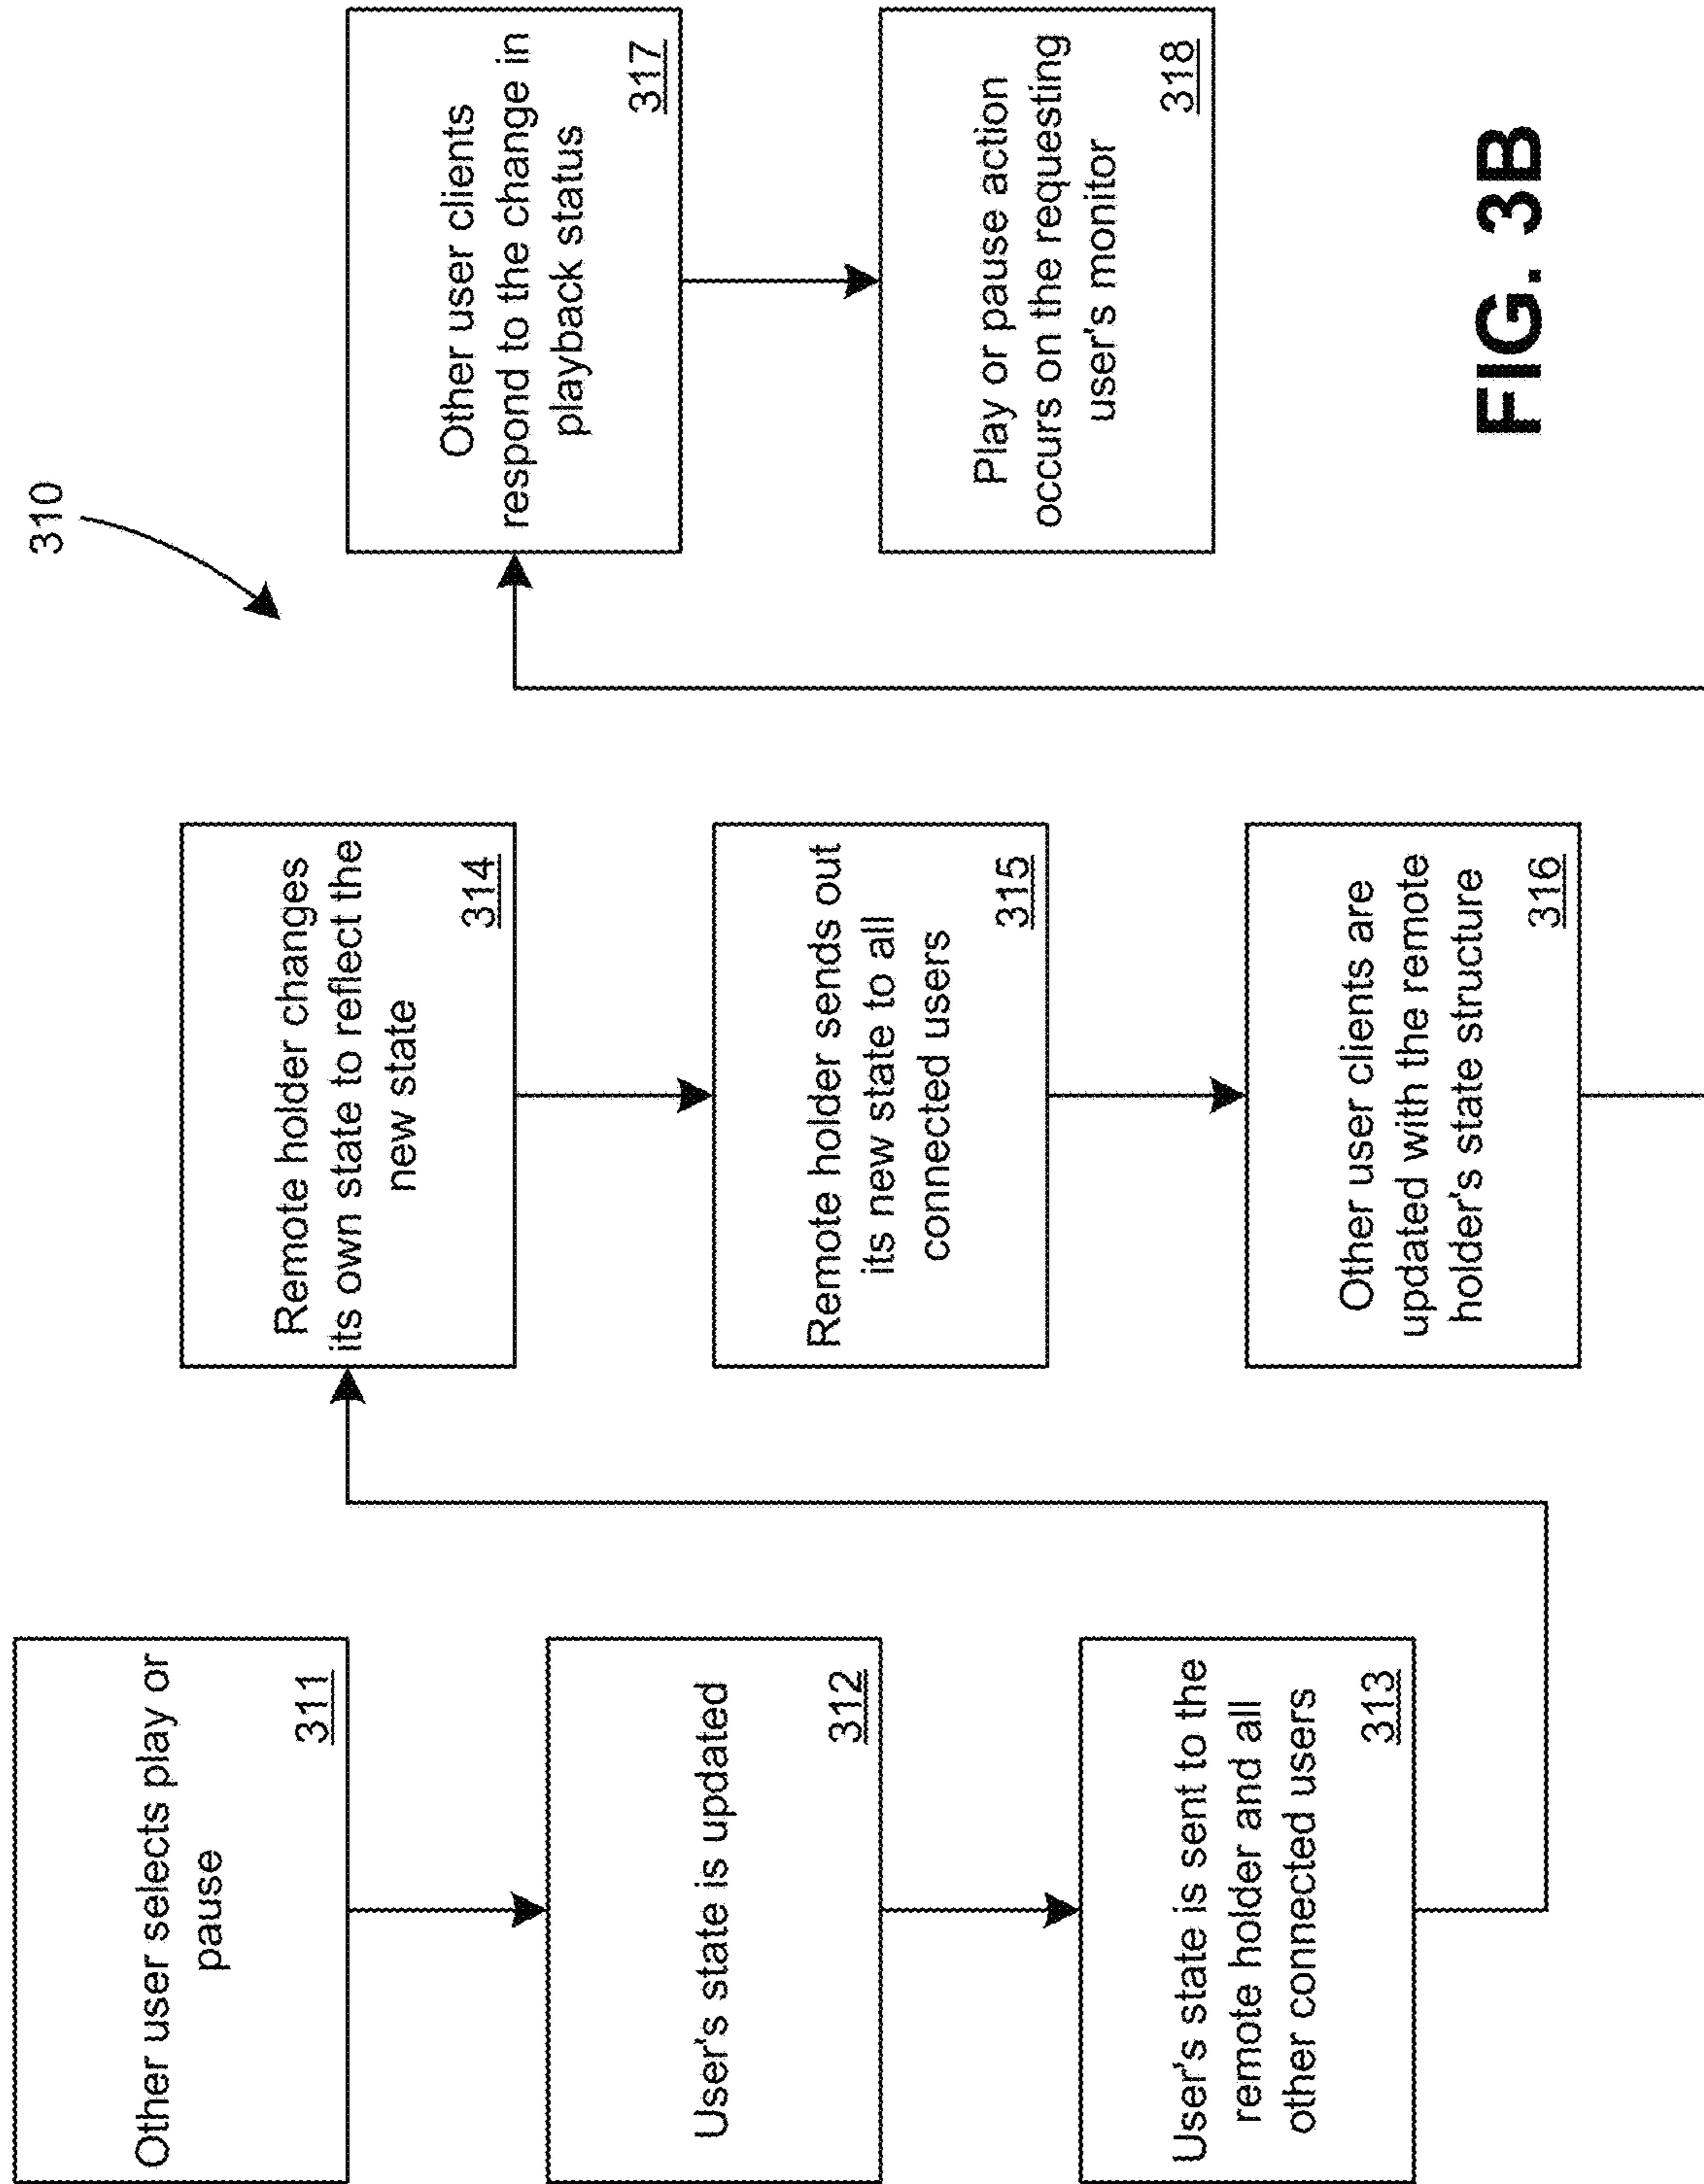 310
Other user selects play or
pause
311
User's state is updated
312
User's state is sent to the
remote holder and all
other connected users
313
Remote holder changes
its own state to reflect the
new state
314
Remote holder sends out
its new state to all
connected users
315
Other user clients are
updated with the remote
holder's state structure
316
Other user clients
respond to the change in
playback status
317
Play or pause action
occurs on the requesting
user's monitor
318
FIG. 3B